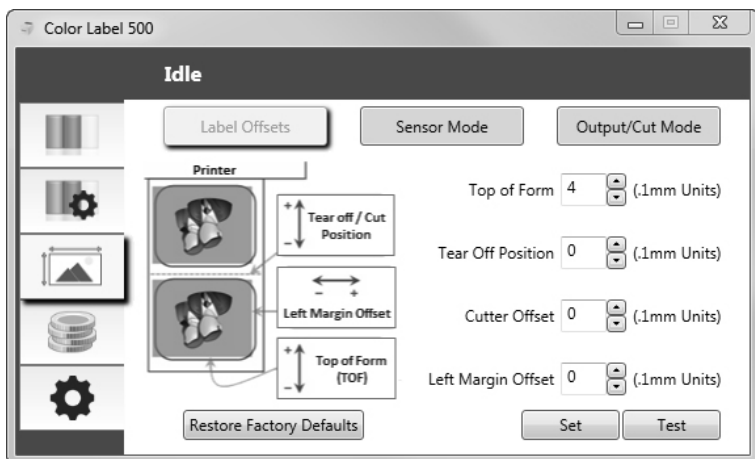 Color Label 500
Idle
Label Offsets
Sensor Mode
Output/Cut Mode
Printer
+
−
Tear off / Cut
Position
− +
Left Margin Offset
+
−
Top of Form
(TOF)
Top of Form 4 (.1mm Units)
Tear Off Position 0 (.1mm Units)
Cutter Offset 0 (.1mm Units)
Left Margin Offset 0 (.1mm Units)
Restore Factory Defaults
Set
Test